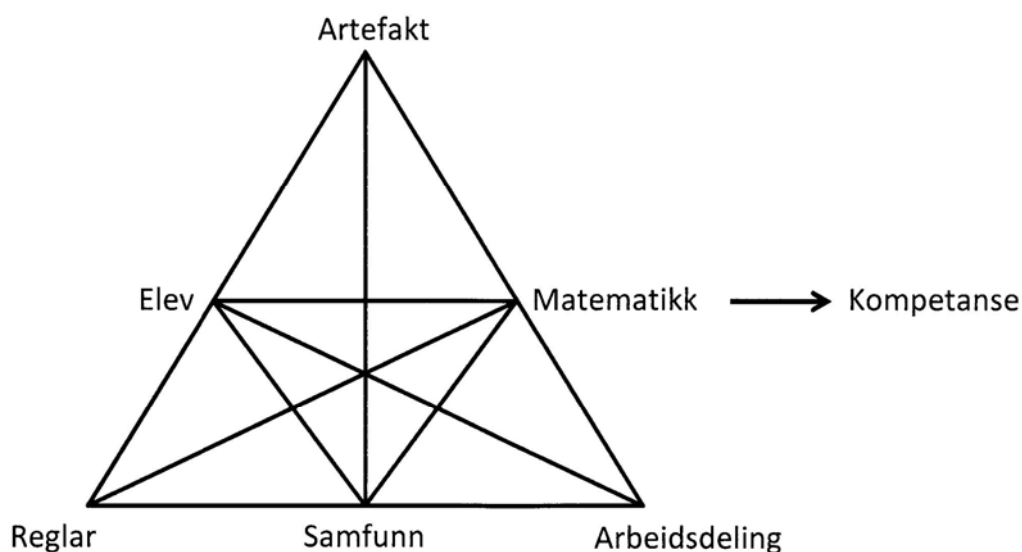 Artefakt
Elev
Matematikk
Kompetanse
Reglar
Samfunn
Arbeidsdeling